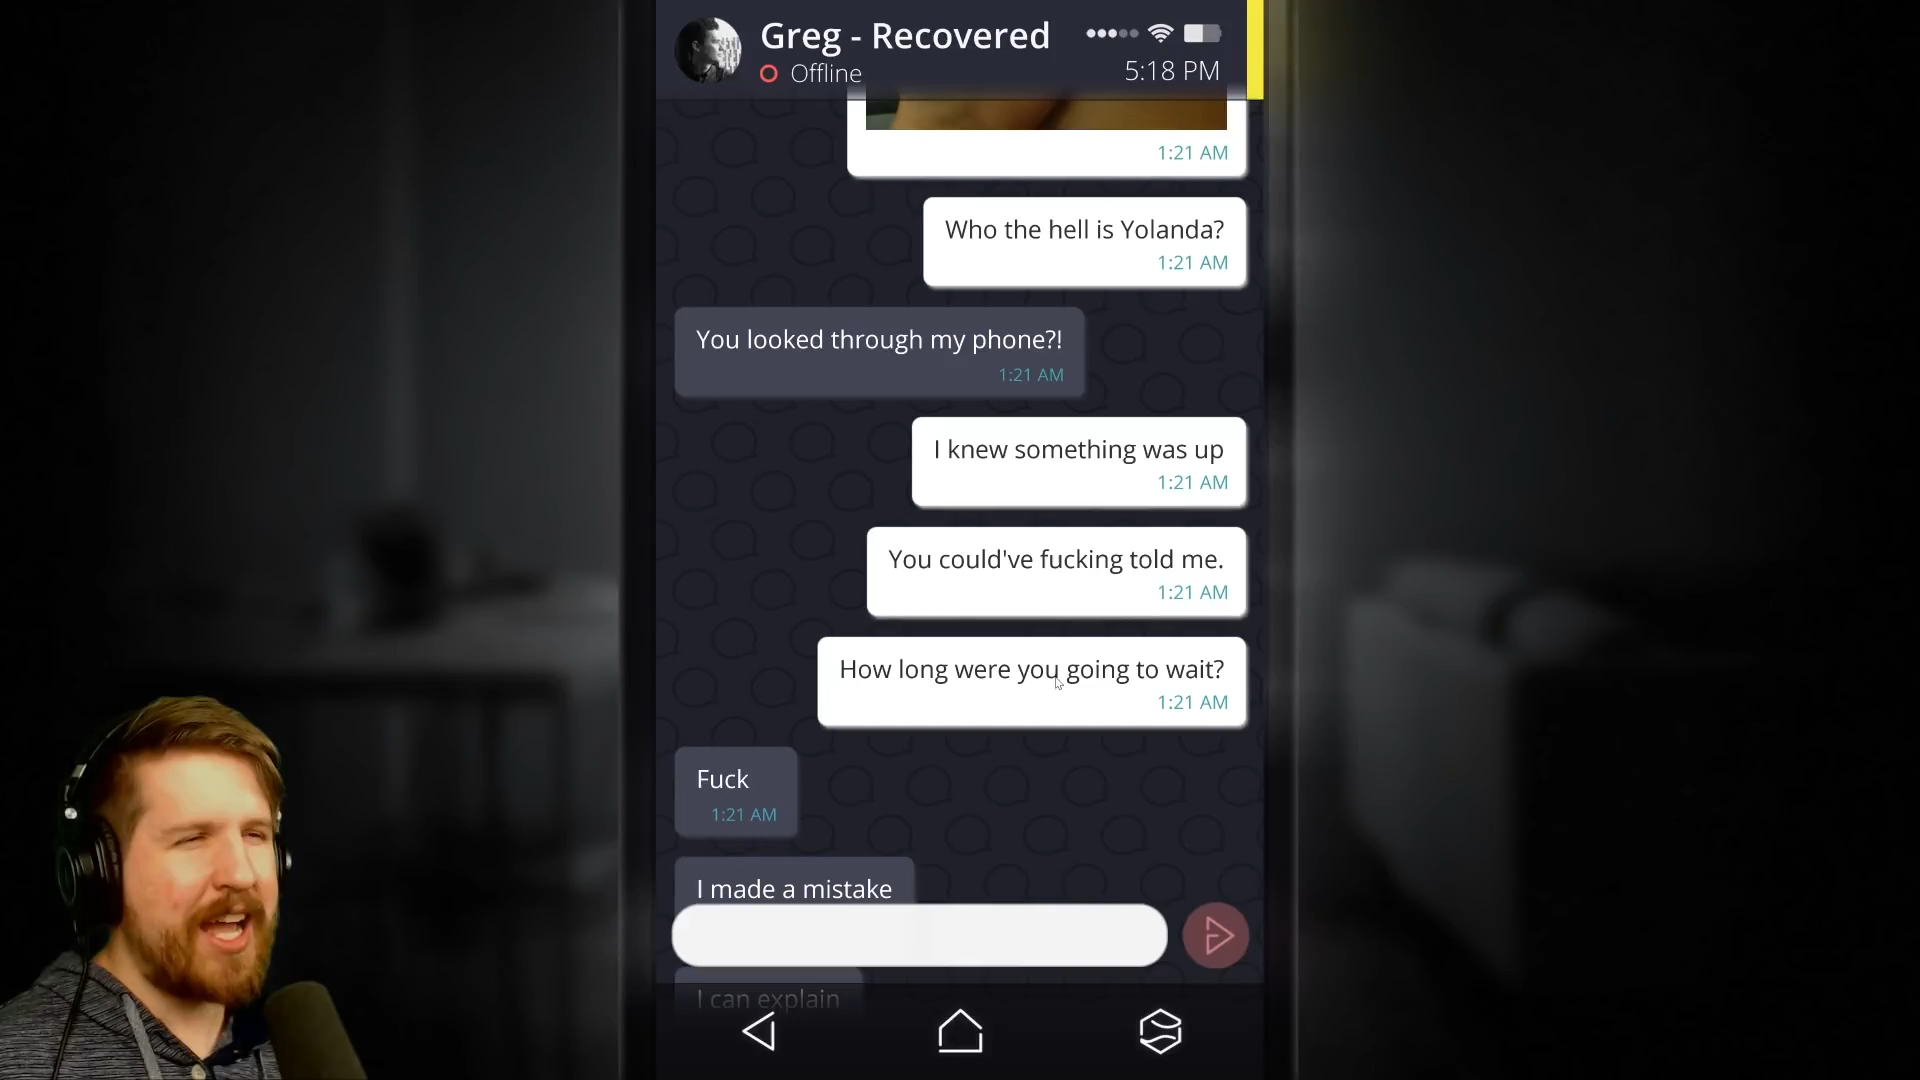 Greg - Recovered
Offline
5:18 PM
1:21 AM
Who the hell is Yolanda?
1:21 AM
You looked through my phone?!
1:21 AM
I knew something was up
1:21 AM
You could've fucking told me.
1:21 AM
How long were you going to wait?
1:21 AM
Fuck
1:21 AM
I made a mistake
I can explain